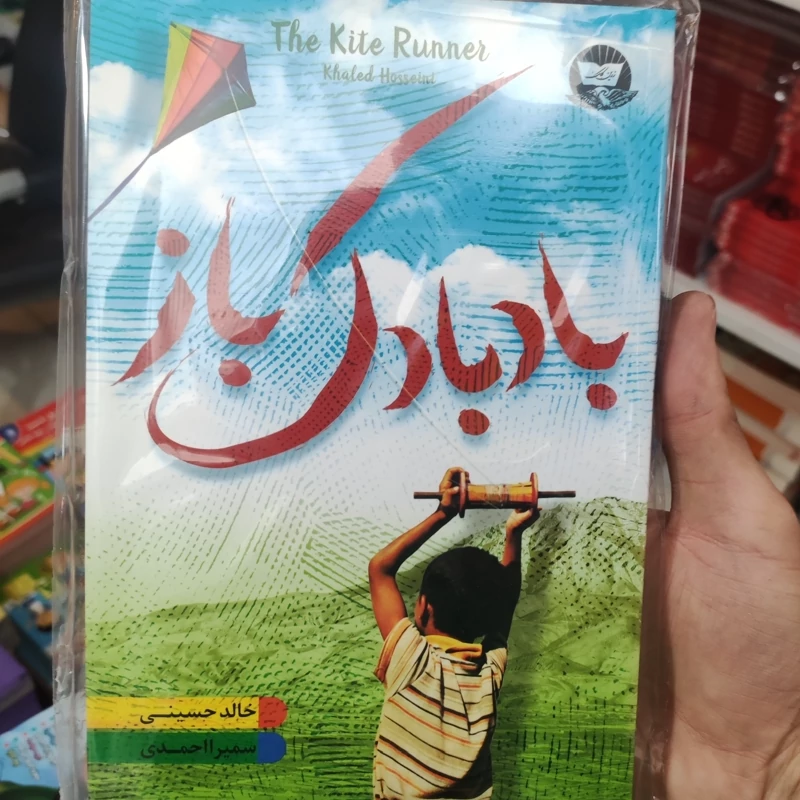 The Kite Runner
Khaled Hosseini
بادبادک باز
خالد حسینی
سمیرا احمدی